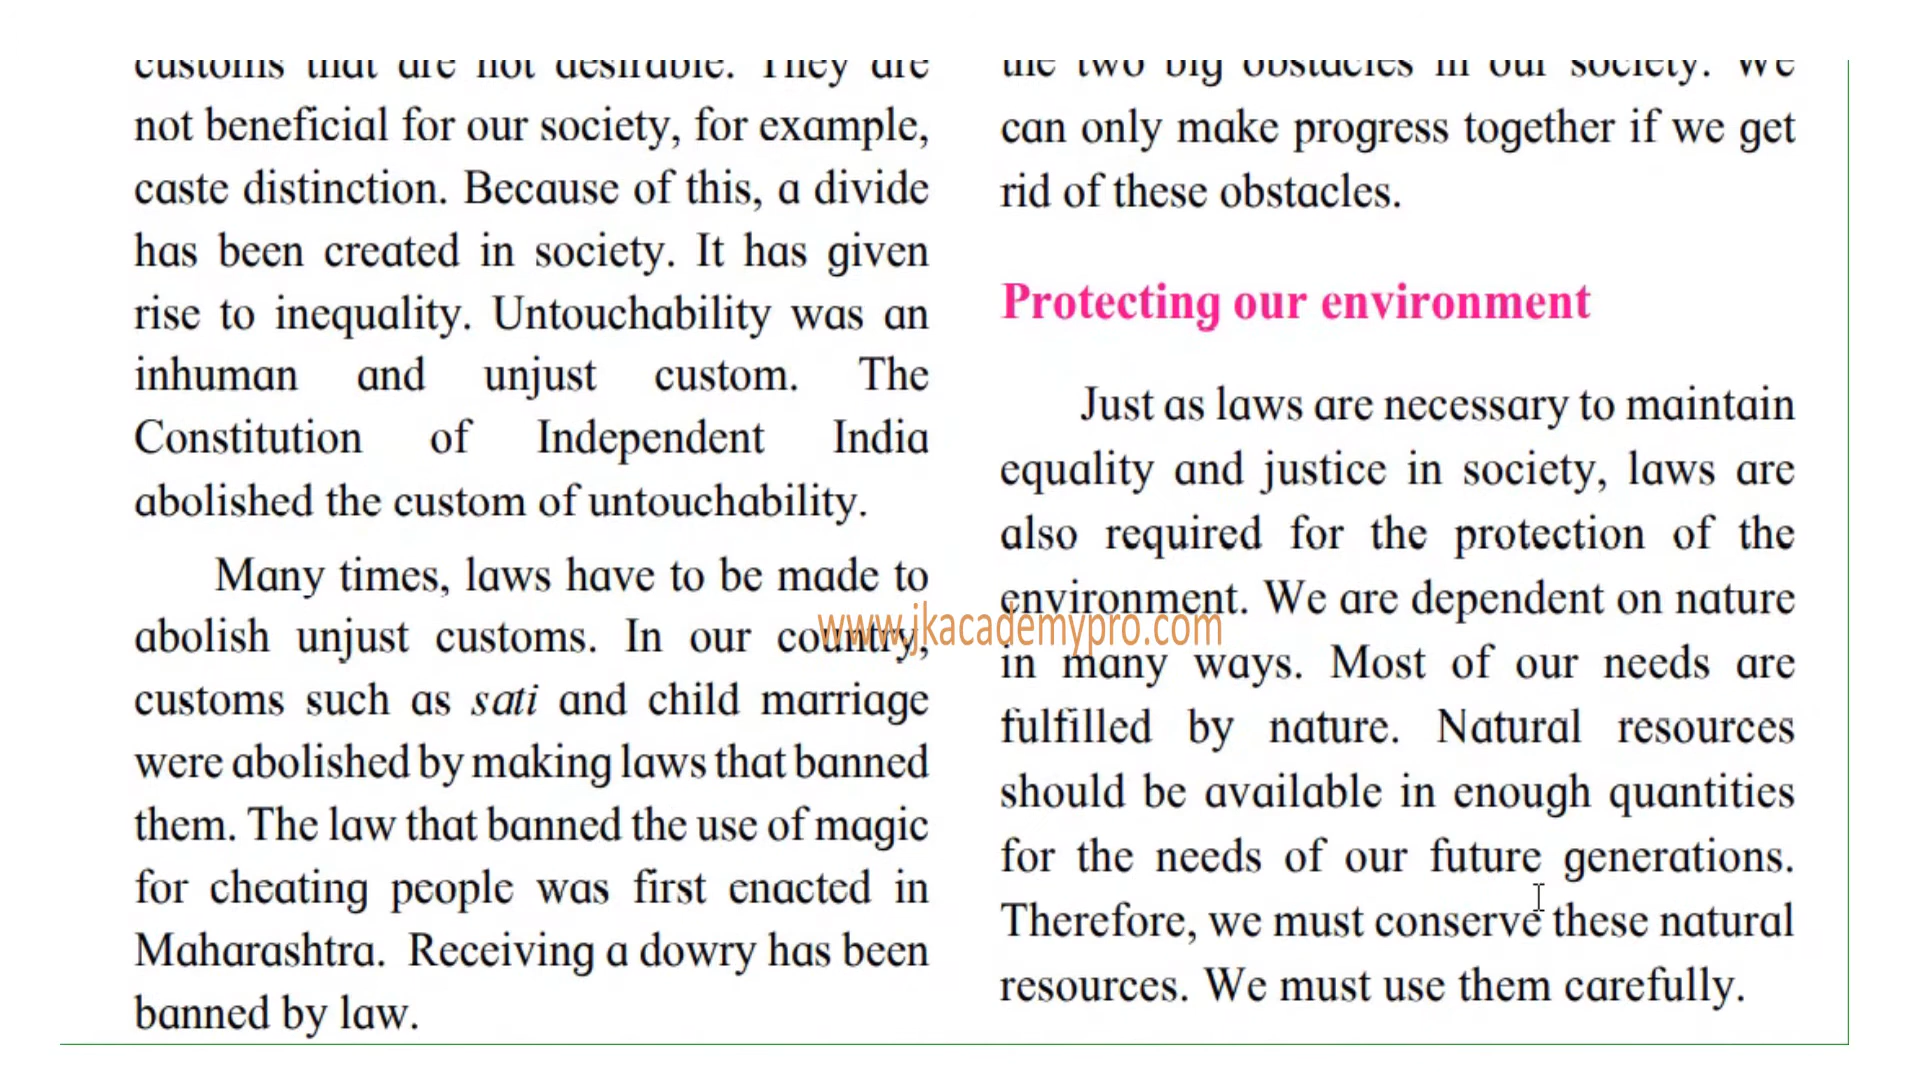 customs that are not desirable. They are
not beneficial for our society, for example,
caste distinction. Because of this, a divide
has been created in society. It has given
rise to inequality. Untouchability was an
inhuman and unjust custom. The
Constitution of Independent India
abolished the custom of untouchability.
Many times, laws have to be made to
abolish unjust customs. In our country,
customs such as sati and child marriage
were abolished by making laws that banned
them. The law that banned the use of magic
for cheating people was first enacted in
Maharashtra. Receiving a dowry has been
banned by law.
the two big obstacles in our society. We
can only make progress together if we get
rid of these obstacles.
Protecting our environment
Just as laws are necessary to maintain
equality and justice in society, laws are
also required for the protection of the
environment. We are dependent on nature
in many ways. Most of our needs are
fulfilled by nature. Natural resources
should be available in enough quantities
for the needs of our future generations.
Therefore, we must conserve these natural
resources. We must use them carefully.
www.jkacademypro.com